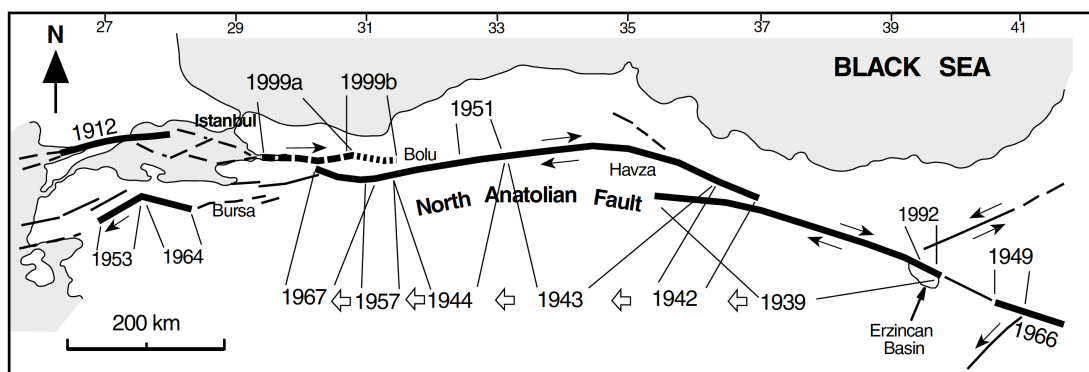 27 29 31 33 35 37 39 41
N
BLACK SEA
1999a 1999b
1951
1912
Istanbul
Bolu
Havza
North Anatolian Fault
Bursa
1992
1953 1964
1949
1967 1957 1944 1943 1942 1939
200 km
1966
Erzincan
Basin